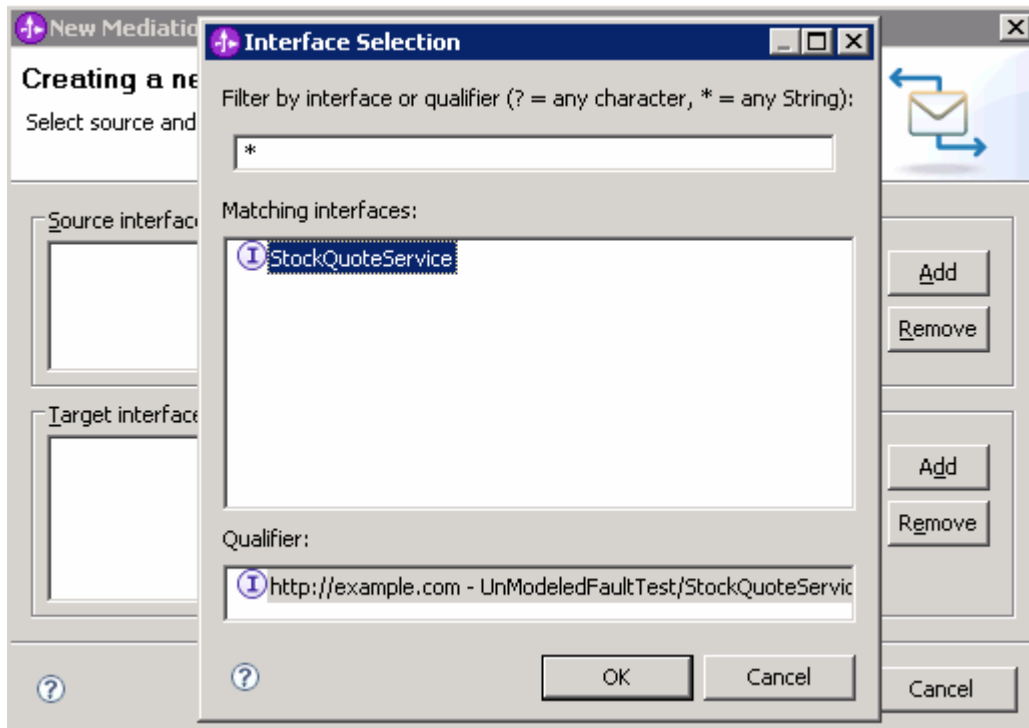 New Mediatio
Interface Selection
Creating a ne
Select source and
Filter by interface or qualifier (? = any character, * = any String):
*
Matching interfaces:
StockQuoteService
Source interfac
Add
Remove
Target interface
Add
Remove
Qualifier:
http://example.com - UnModeledFaultTest/StockQuoteServic
OK
Cancel
Cancel